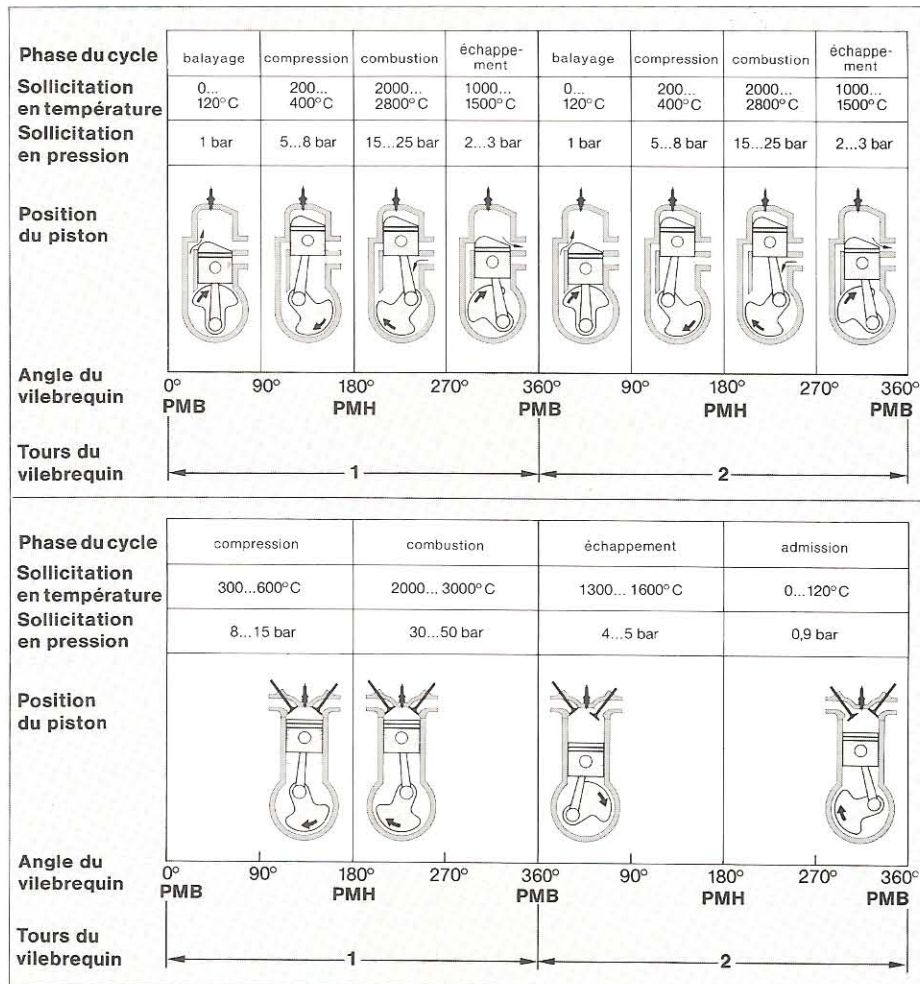 Phase du cycle balayage compression combustion échappe-
ment balayage compression combustion échappe-
ment
Sollicitation
en température 0...
120°C 200...
400°C 2000...
2800°C 1000...
1500°C 0...
120°C 200...
400°C 2000...
2800°C 1000...
1500°C
Sollicitation
en pression 1 bar 5...8 bar 15...25 bar 2...3 bar 1 bar 5...8 bar 15...25 bar 2...3 bar
Position
du piston
Angle du
vilebrequin 0° 90° 180° 270° 360° 90° 180° 270° 360°
PMB PMH PMB PMH PMB
Tours du
vilebrequin 1 2
Phase du cycle compression combustion échappement admission
Sollicitation
en température 300...600°C 2000...3000°C 1300...1600°C 0...120°C
Sollicitation
en pression 8...15 bar 30...50 bar 4...5 bar 0,9 bar
Position
du piston
Angle du
vilebrequin 0° 90° 180° 270° 360° 90° 180° 270° 360°
PMB PMH PMB PMH PMB
Tours du
vilebrequin 1 2